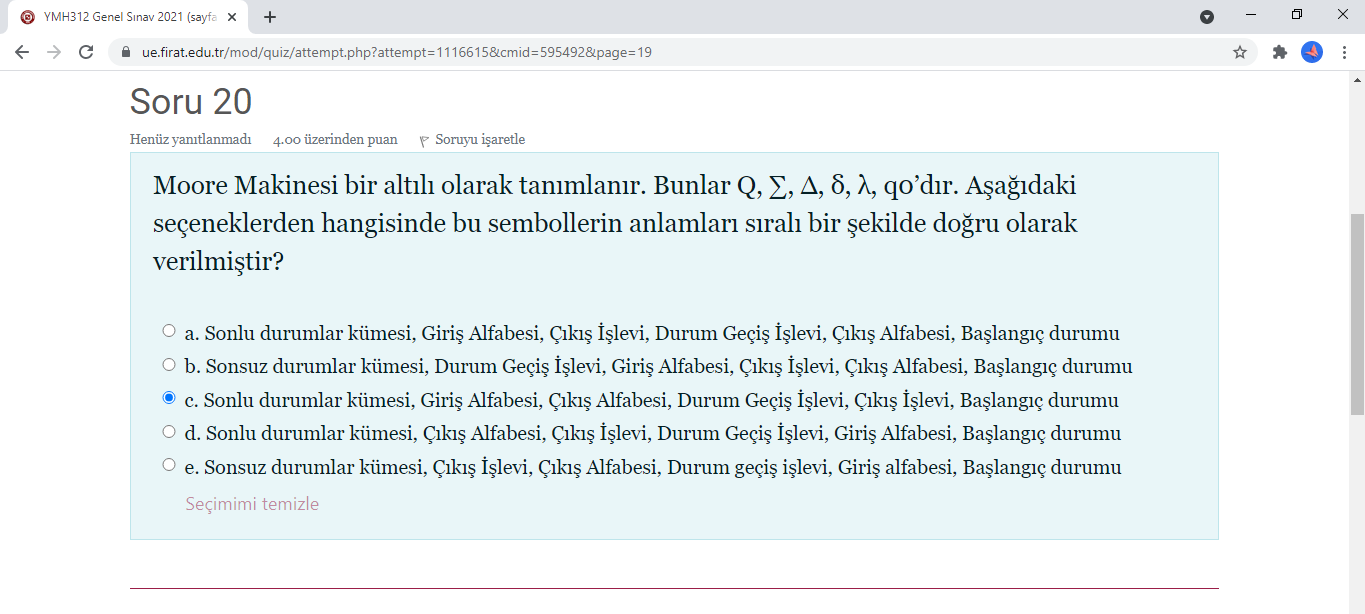 YMH312 Genel Sınav 2021 (sayfa
ue.firat.edu.tr/mod/quiz/attempt.php?attempt=1116615&cmid=595492&page=19
Soru 20
Henüz yanıtlanmadı 4.00 üzerinden puan Soruyu işaretle
Moore Makinesi bir altılı olarak tanımlanır. Bunlar Q, ∑, Δ, δ, λ, q0’dır. Aşağıdaki
seçeneklerden hangisinde bu sembollerin anlamları sıralı bir şekilde doğru olarak
verilmiştir?
a. Sonlu durumlar kümesi, Giriş Alfabesi, Çıkış İşlevi, Durum Geçiş İşlevi, Çıkış Alfabesi, Başlangıç durumu
b. Sonsuz durumlar kümesi, Durum Geçiş İşlevi, Giriş Alfabesi, Çıkış İşlevi, Çıkış Alfabesi, Başlangıç durumu
c. Sonlu durumlar kümesi, Giriş Alfabesi, Çıkış Alfabesi, Durum Geçiş İşlevi, Çıkış İşlevi, Başlangıç durumu
d. Sonlu durumlar kümesi, Çıkış Alfabesi, Çıkış İşlevi, Durum Geçiş İşlevi, Giriş Alfabesi, Başlangıç durumu
e. Sonsuz durumlar kümesi, Çıkış İşlevi, Çıkış Alfabesi, Durum geçiş işlevi, Giriş alfabesi, Başlangıç durumu
Seçimimi temizle